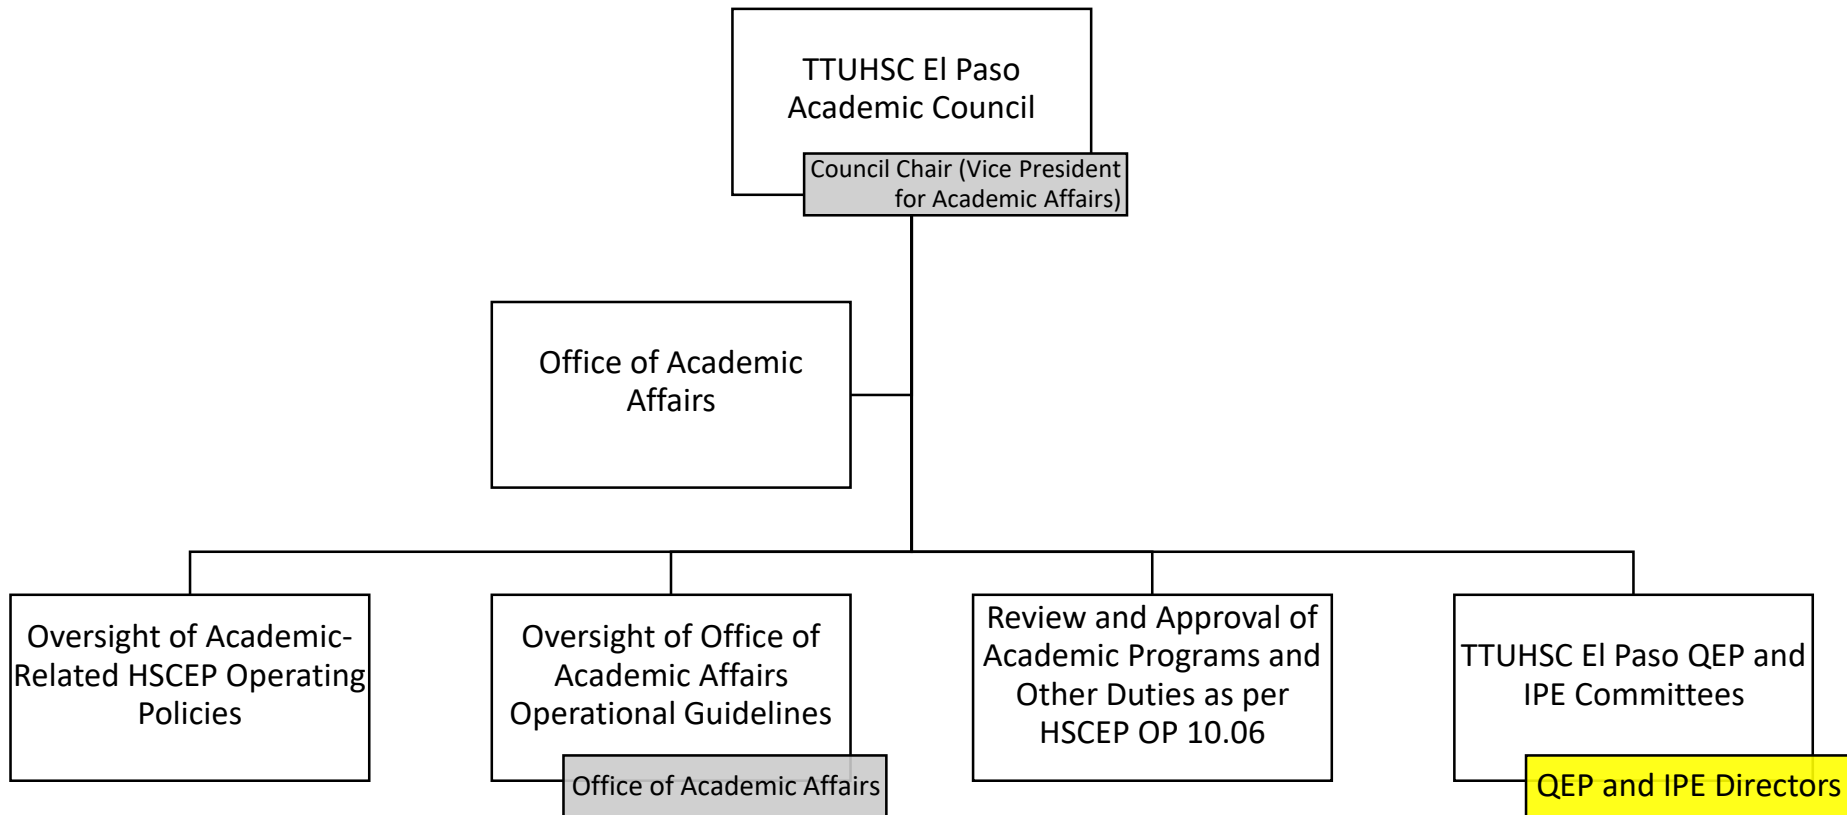 TTUHSC El Paso
Academic Council
Council Chair (Vice President
for Academic Affairs)
Office of Academic
Affairs
Oversight of Academic-
Related HSCEP Operating
Policies
Oversight of Office of
Academic Affairs
Operational Guidelines
Office of Academic Affairs
Review and Approval of
Academic Programs and
Other Duties as per
HSCEP OP 10.06
TTUHSC El Paso QEP and
IPE Committees
QEP and IPE Directors